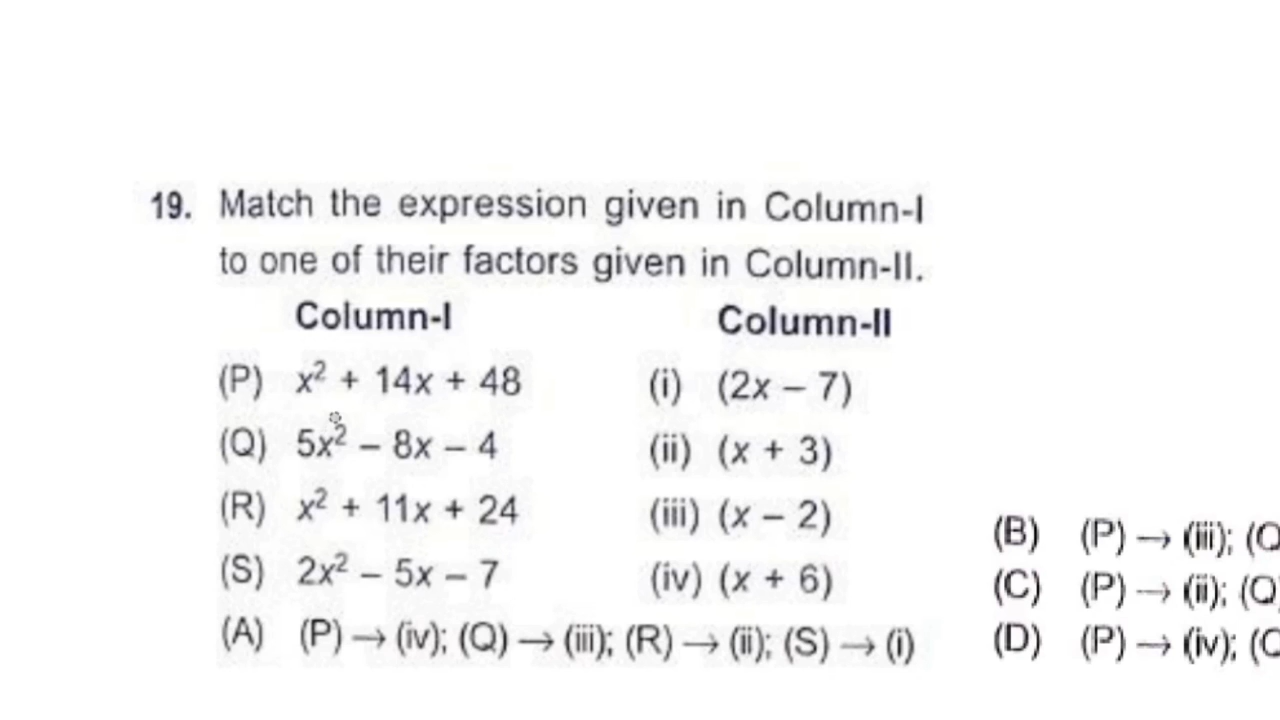 19. Match the expression given in Column-I
to one of their factors given in Column-II.
Column-I Column-II
(P) x² + 14x + 48 (i) (2x – 7)
(Q) 5x² – 8x – 4 (ii) (x + 3)
(R) x² + 11x + 24 (iii) (x – 2)
(S) 2x² – 5x – 7 (iv) (x + 6)
(A) (P) → (iv); (Q) → (iii); (R) → (ii); (S) → (i)
(B) (P) → (iii);
(C) (P) → (ii); (Q
(D) (P) → (iv);